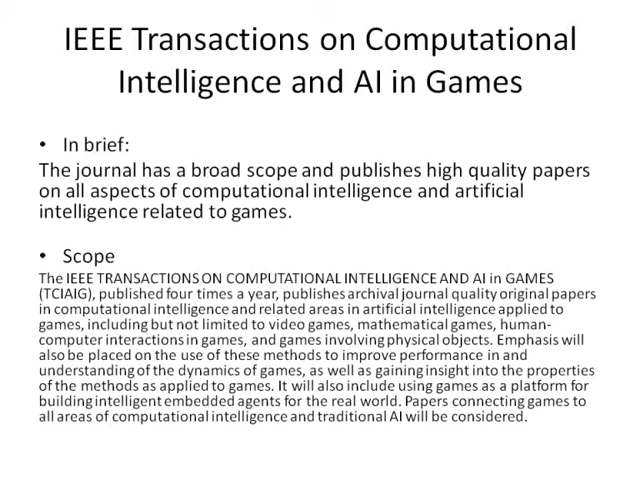 IEEE Transactions on Computational
Intelligence and AI in Games
• In brief:
The journal has a broad scope and publishes high quality papers
on all aspects of computational intelligence and artificial
intelligence related to games.
• Scope
The IEEE TRANSACTIONS ON COMPUTATIONAL INTELLIGENCE AND AI in GAMES
(TCIAIG), published four times a year, publishes archival journal quality original papers
in computational intelligence and related areas in artificial intelligence applied to
games, including but not limited to video games, mathematical games, human-
computer interactions in games, and games involving physical objects. Emphasis will
also be placed on the use of these methods to improve performance in and
understanding of the dynamics of games, as well as gaining insight into the properties
of the methods as applied to games. It will also include using games as a platform for
building intelligent embedded agents for the real world. Papers connecting games to
all areas of computational intelligence and traditional AI will be considered.